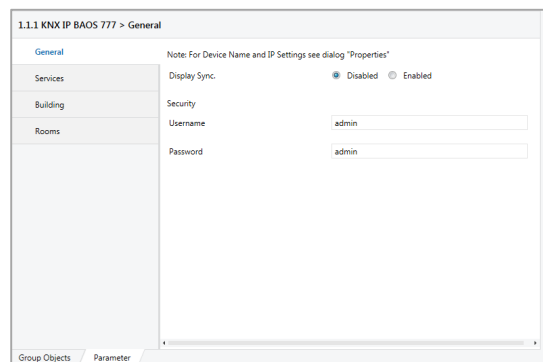 1.1.1 KNX IP BAOS 777 > General
General
Note: For Device Name and IP Settings see dialog "Properties"
Services
Display Sync. Disabled Enabled
Building
Security
Rooms
Username admin
Password admin
Group Objects Parameter